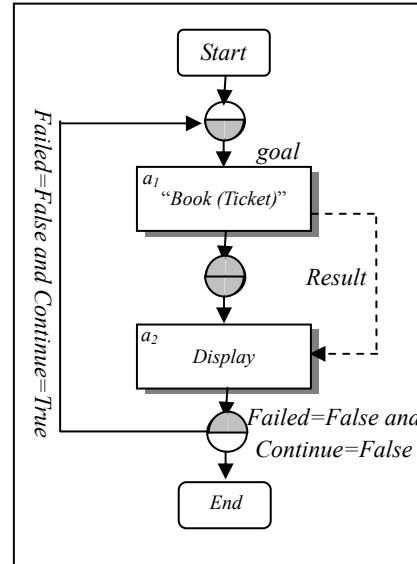 Start
goal
a1
“Book (Ticket)”
Result
a2
Display
Failed=False and
Continue=False
End
Failed=False and Continue=True